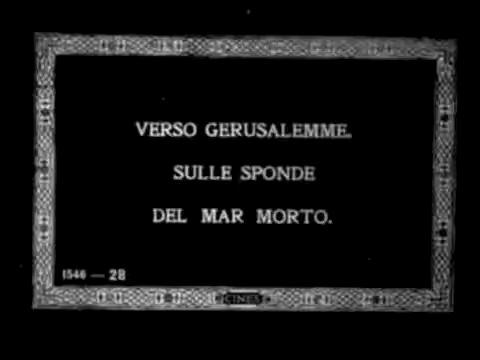 VERSO GERUSALEMME.
SULLE SPONDE
DEL MAR MORTO.
1546 — 28
CINES